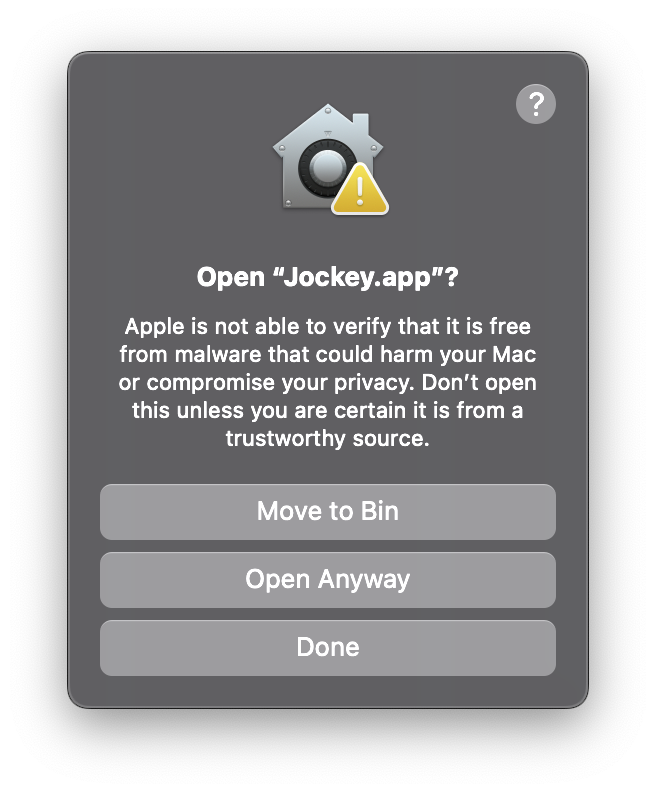 ?
Open “Jockey.app”?
Apple is not able to verify that it is free
from malware that could harm your Mac
or compromise your privacy. Don’t open
this unless you are certain it is from a
trustworthy source.
Move to Bin
Open Anyway
Done